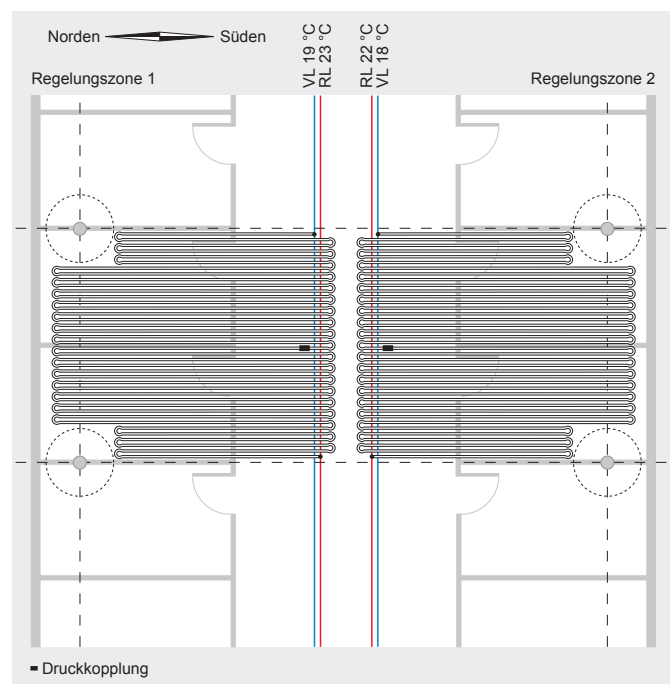 Norden
Süden
VL 19 °C
RL 23 °C
RL 22 °C
VL 18 °C
Regelungszone 1
Regelungszone 2
Druckkopplung